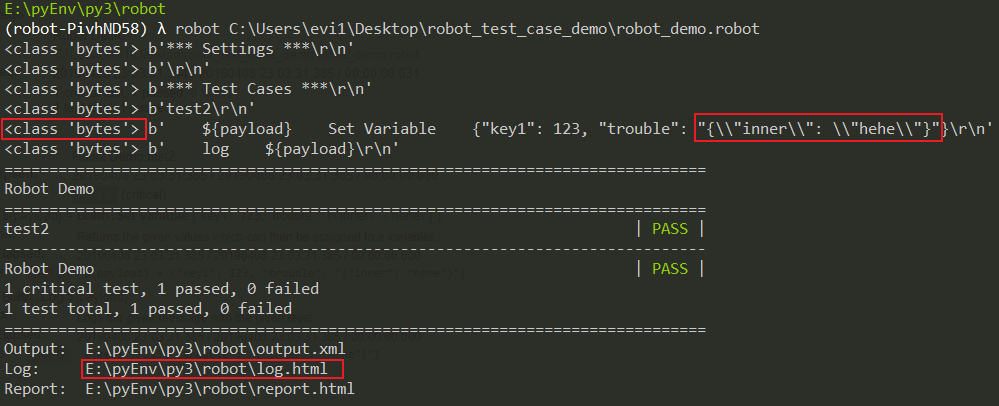 E:\pyEnv\py3\robot
(robot-PivhND58) λ robot C:\Users\evi1\Desktop\robot_test_case_demo\robot_demo.robot
<class 'bytes'> b'*** Settings ***\r\n'
<class 'bytes'> b'\r\n'
<class 'bytes'> b'*** Test Cases ***\r\n'
<class 'bytes'> b'test2\r\n'
<class 'bytes'> b'    ${payload}    Set Variable    {"key1": 123, "trouble": "{\\"inner\\": \\"hehe\\"}"}\r\n'
<class 'bytes'> b'    log    ${payload}\r\n'
==============================================================================
Robot Demo
==============================================================================
test2                                                                 | PASS |
------------------------------------------------------------------------------
Robot Demo                                                            | PASS |
1 critical test, 1 passed, 0 failed
1 test total, 1 passed, 0 failed
==============================================================================
Output:  E:\pyEnv\py3\robot\output.xml
Log:     E:\pyEnv\py3\robot\log.html
Report:  E:\pyEnv\py3\robot\report.html